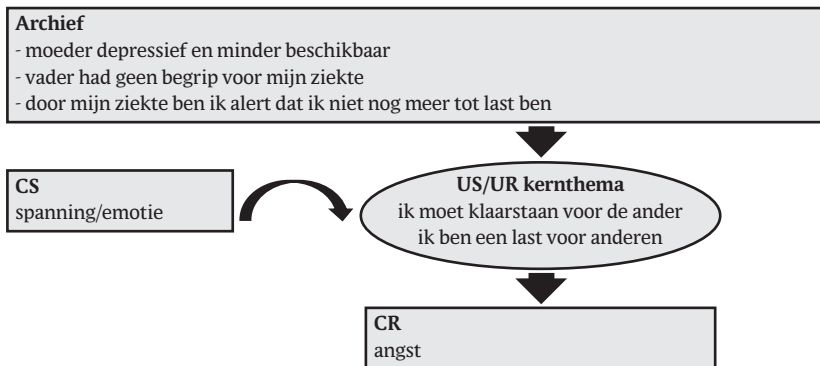 Archief
- moeder depressief en minder beschikbaar
- vader had geen begrip voor mijn ziekte
- door mijn ziekte ben ik alert dat ik niet nog meer tot last ben
CS
spanning/emotie
US/UR kernthema
ik moet klaarstaan voor de ander
ik ben een last voor anderen
CR
angst